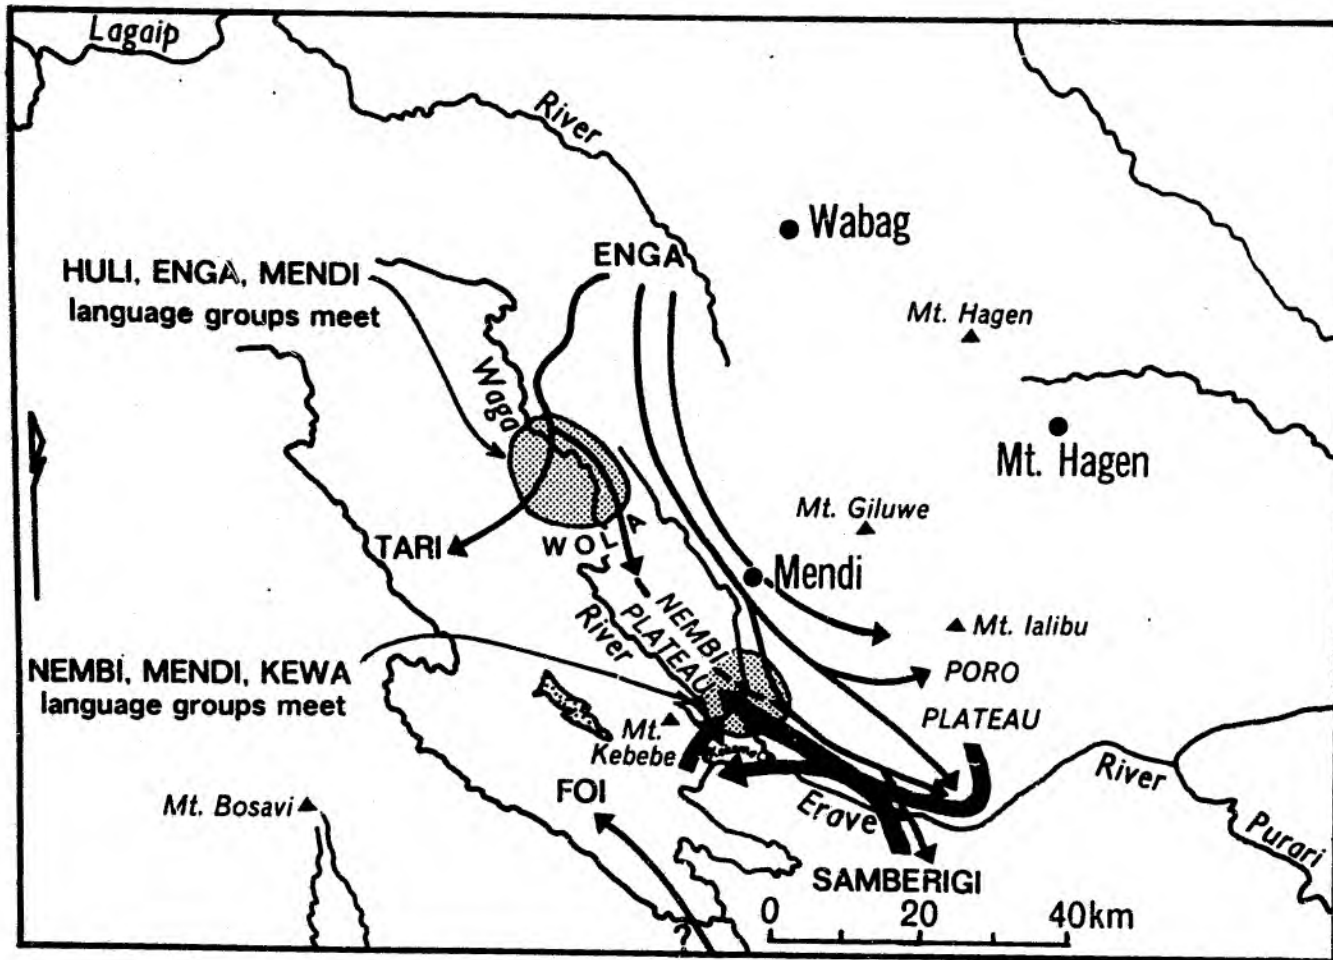 Lagaip
River
Wabag
ENGA
HULI, ENGA, MENDI
language groups meet
Mt. Hagen
Waga
Mt. Hagen
Mt. Giluwe
TARI
WOLA
Mendi
NEMBI
PLATEAU
River
Mt. Ialibu
NEMBI, MENDI, KEWA
language groups meet
PORO
PLATEAU
Mt.
Kebebe
River
FOI
Mt. Bosavi
Erave
Purari
SAMBERIGI
0 20 40km
?